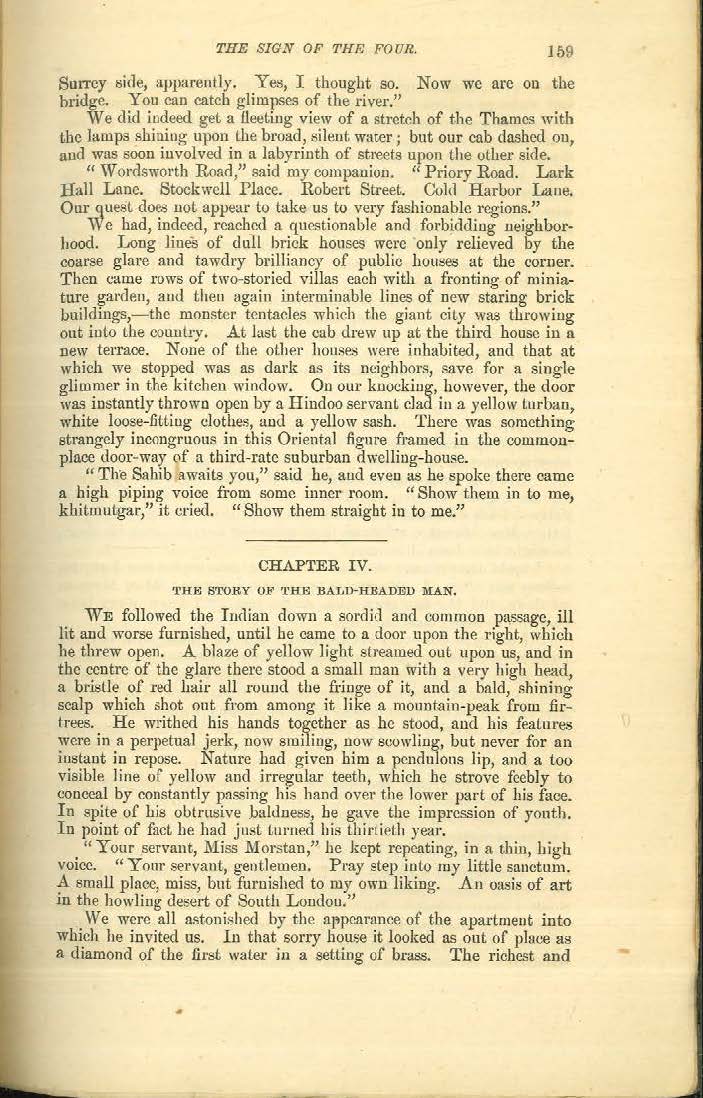 THE SIGN OF THE FOUR. 159
Surrey side, apparently. Yes, I thought so. Now we are on the
bridge. You can catch glimpses of the river.”
We did indeed get a fleeting view of a stretch of the Thames with
the lamps shining upon the broad, silent water; but our cab dashed on,
and was soon involved in a labyrinth of streets upon the other side.
“Wordsworth Road,” said my companion. “Priory Road. Lark
Hall Lane. Stockwell Place. Robert Street. Cold Harbor Lane.
Our quest does not appear to take us to very fashionable regions.”
We had, indeed, reached a questionable and forbidding neighbor-
hood. Long lines of dull brick houses were only relieved by the
coarse glare and tawdry brilliancy of public houses at the corner.
Then came rows of two-storied villas each with a fronting of minia-
ture garden, and then again interminable lines of new staring brick
buildings,—the monster tentacles which the giant city was throwing
out into the country. At last the cab drew up at the third house in a
new terrace. None of the other houses were inhabited, and that at
which we stopped was as dark as its neighbors, save for a single
glimmer in the kitchen window. On our knocking, however, the door
was instantly thrown open by a Hindoo servant clad in a yellow turban,
white loose-fitting clothes, and a yellow sash. There was something
strangely incongruous in this Oriental figure framed in the common-
place door-way of a third-rate suburban dwelling-house.
“The Sahib awaits you,” said he, and even as he spoke there came
a high piping voice from some inner room. “Show them in to me,
khitmutgar,” it cried. “Show them straight in to me.”
CHAPTER IV.
THE STORY OF THE BALD-HEADED MAN.
WE followed the Indian down a sordid and common passage, ill
lit and worse furnished, until he came to a door upon the right, which
he threw open. A blaze of yellow light streamed out upon us, and in
the centre of the glare there stood a small man with a very high head,
a bristle of red hair all round the fringe of it, and a bald, shining
scalp which shot out from among it like a mountain-peak from fir-
trees. He writhed his hands together as he stood, and his features
were in a perpetual jerk, now smiling, now scowling, but never for an
instant in repose. Nature had given him a pendulous lip, and a too
visible line of yellow and irregular teeth, which he strove feebly to
conceal by constantly passing his hand over the lower part of his face.
In spite of his obtrusive baldness, he gave the impression of youth.
In point of fact he had just turned his thirtieth year.
“Your servant, Miss Morstan,” he kept repeating, in a thin, high
voice. “Your servant, gentlemen. Pray step into my little sanctum.
A small place, miss, but furnished to my own liking. An oasis of art
in the howling desert of South London.”
We were all astonished by the appearance of the apartment into
which he invited us. In that sorry house it looked as out of place as
a diamond of the first water in a setting of brass. The richest and